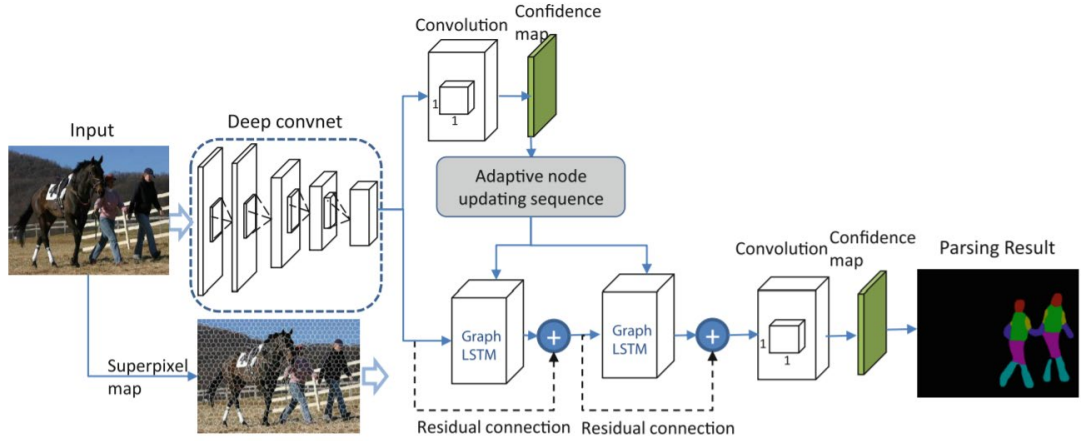 Input
Deep convnet
Convolution
Confidence
map
1
1
Adaptive node
updating sequence
Superpixel
map
Graph
LSTM
+
Graph
LSTM
+
Residual connection
Residual connection
Convolution
1
1
Confidence
map
Parsing Result